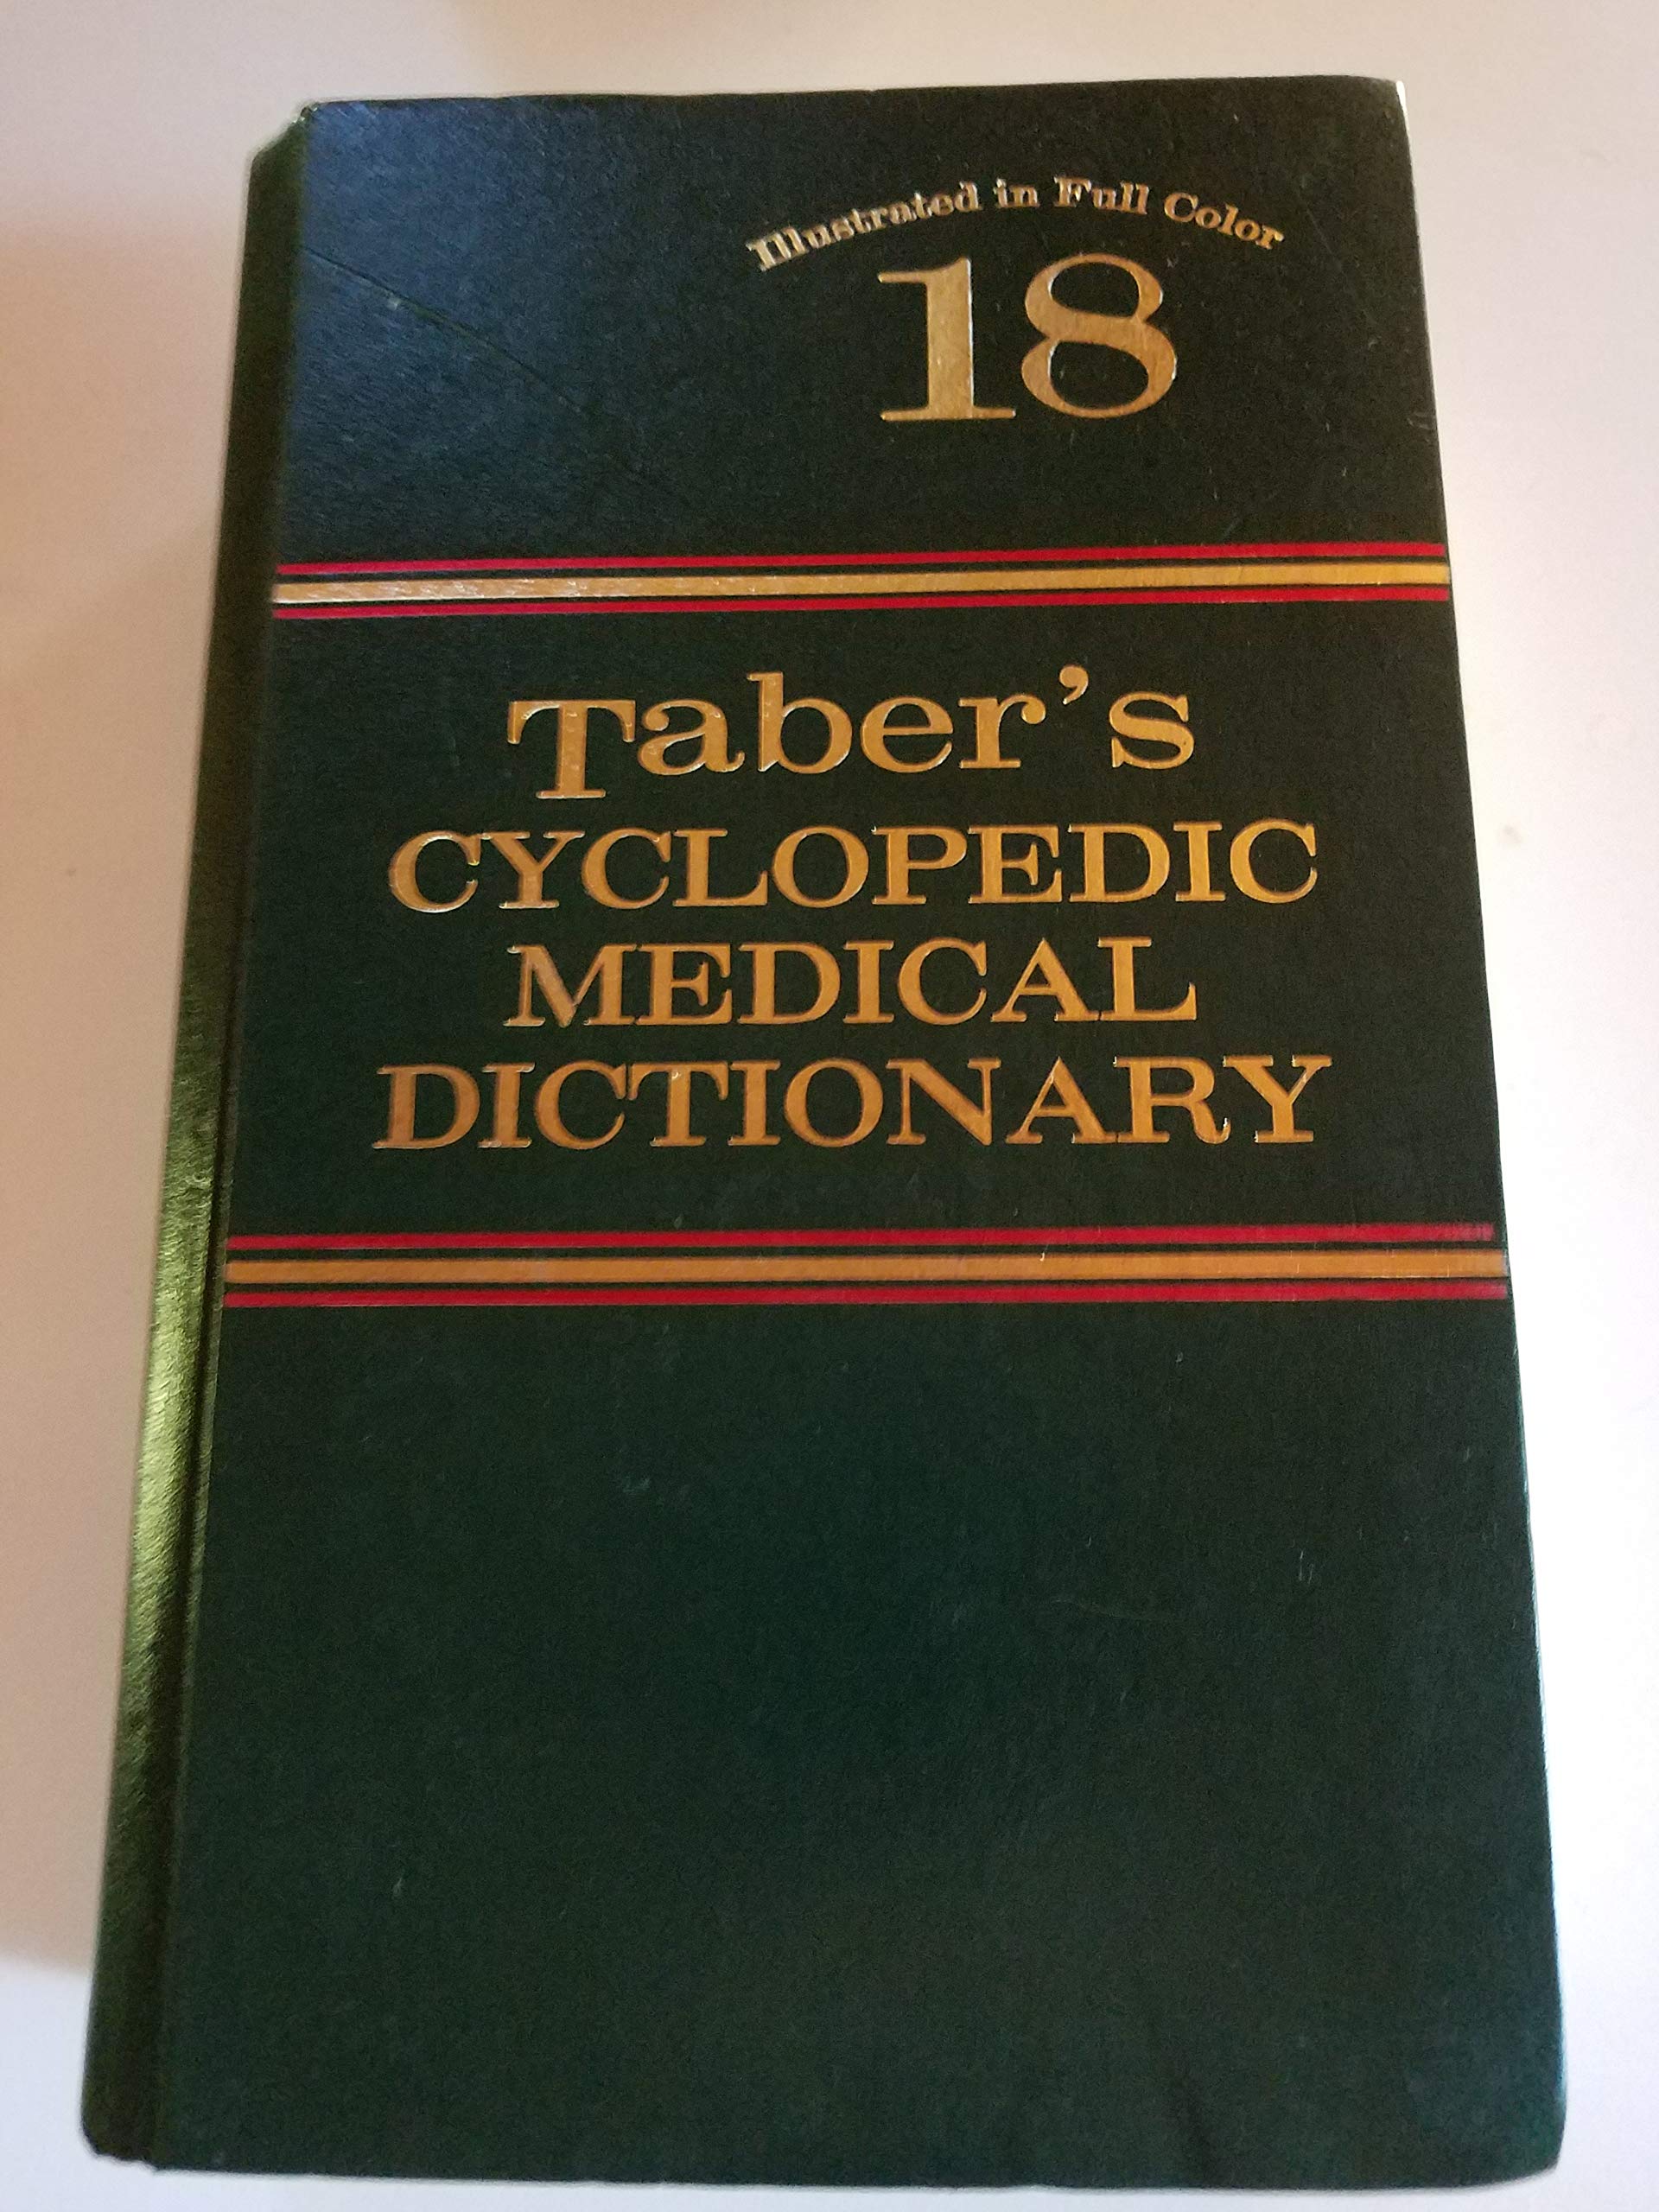 Illustrated in Full Color
18
Taber's
CYCLOPEDIC
MEDICAL
DICTIONARY